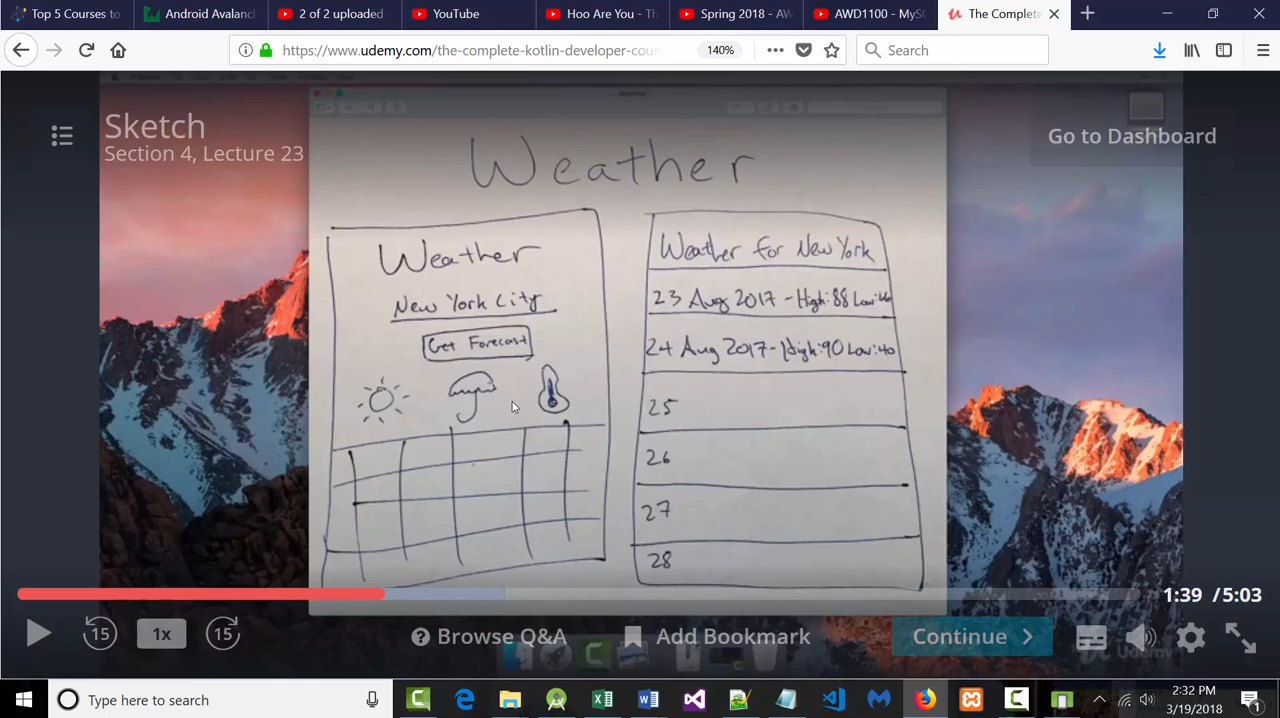 Top 5 Courses to
Android Avalanc
2 of 2 uploaded
YouTube
Hoo Are You - Th
Spring 2018 - AW
AWD1100 - MySC
The Complete
https://www.udemy.com/the-complete-kotlin-developer-cour
140%
Search
Sketch
Section 4, Lecture 23
Go to Dashboard
Weather
Weather
New York City
Get Forecast
Weather for New York
23 Aug 2017 - High: 88 Low:
24 Aug 2017 - High: 90 Low: 40
25
26
27
28
1:39 / 5:03
15
1x
15
Browse Q&A
Add Bookmark
Continue
Udemy
Type here to search
2:32 PM
3/19/2018
1